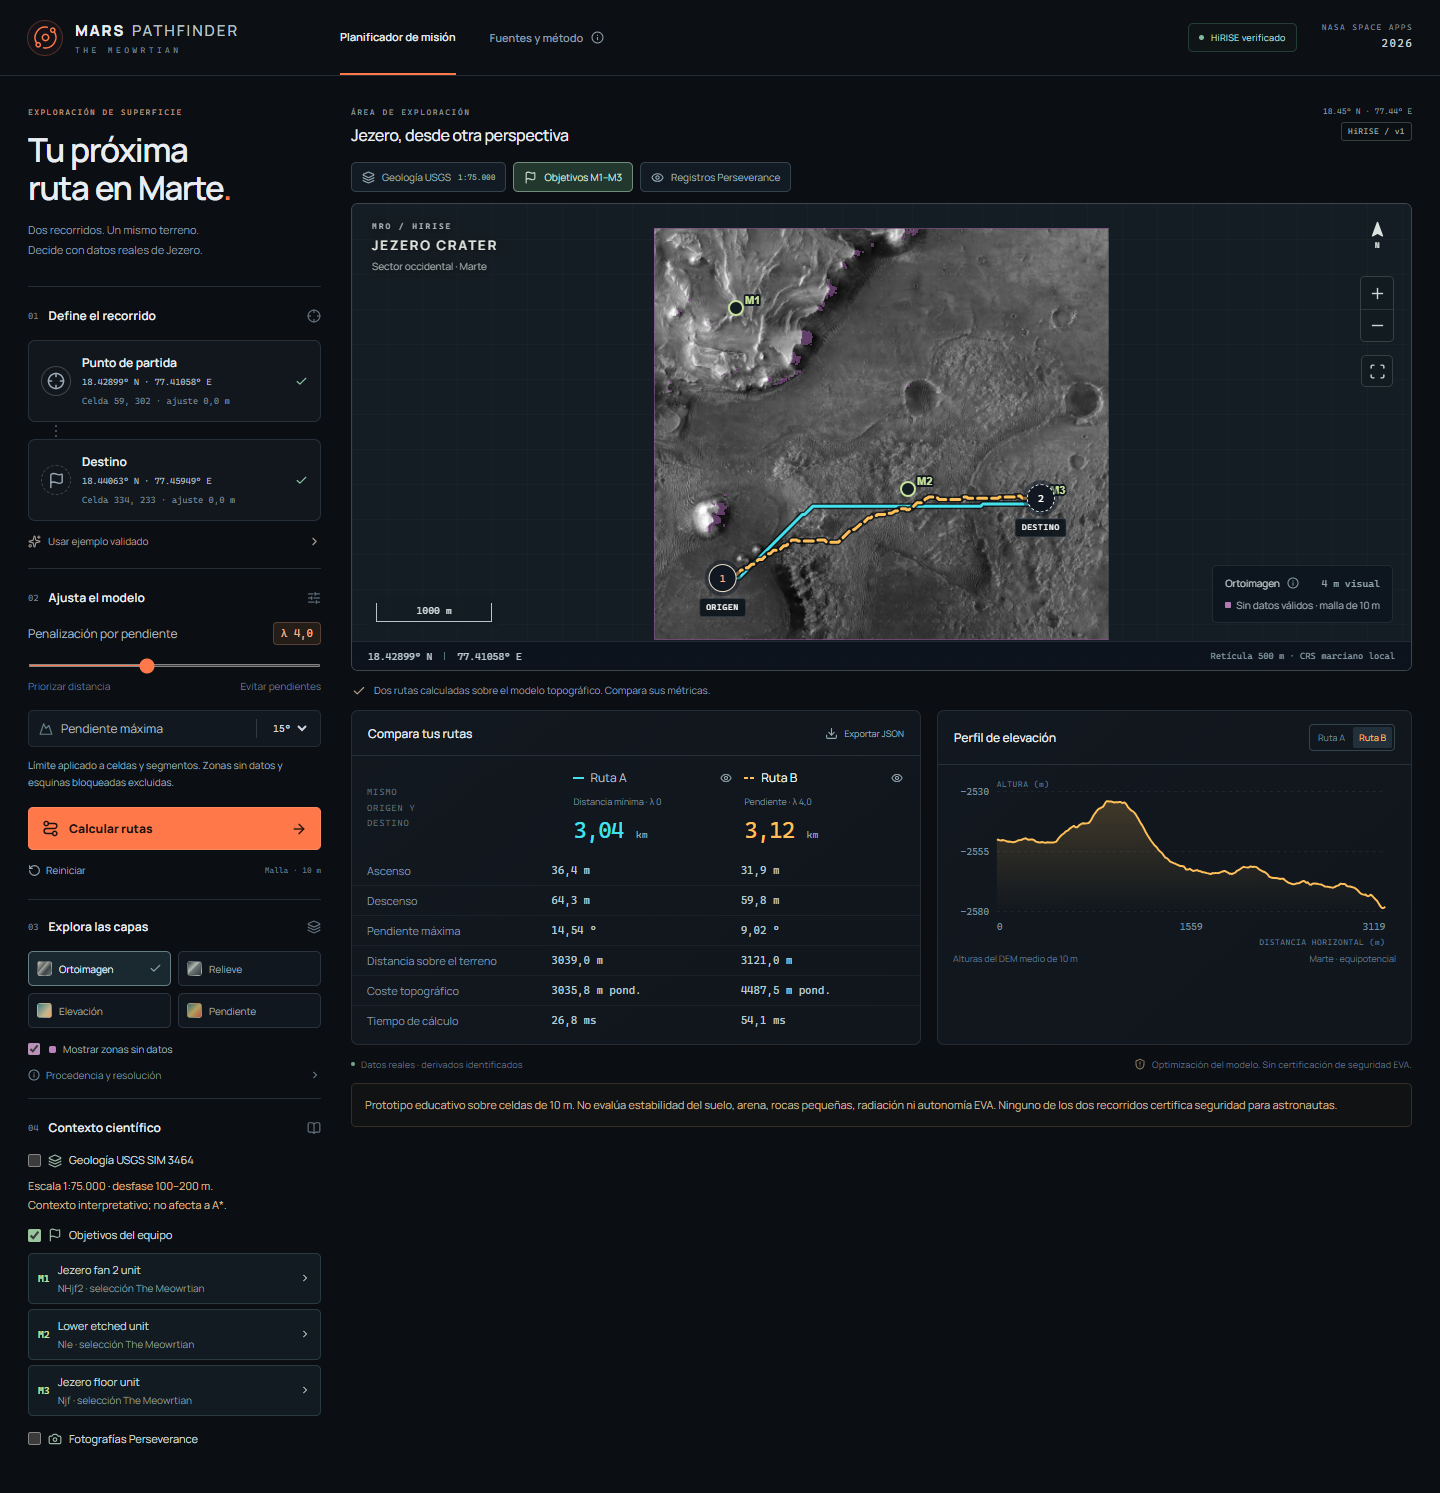 MARS PATHFINDER
THE MEOWRTIAN
Planificador de misión
Fuentes y método
HiRISE verificado
NASA SPACE APPS
2026
EXPLORACIÓN DE SUPERFICIE
Tu próxima
ruta en Marte.
Dos recorridos. Un mismo terreno.
Decide con datos reales de Jezero.
01 Define el recorrido
Punto de partida
18.42899° N · 77.41058° E
Celda 59, 302 · ajuste 0,0 m
Destino
18.44063° N · 77.45949° E
Celda 334, 233 · ajuste 0,0 m
Usar ejemplo validado
02 Ajusta el modelo
Penalización por pendiente
λ 4,0
Priorizar distancia
Evitar pendientes
Pendiente máxima
15°
Límite aplicado a celdas y segmentos. Zonas sin datos y
esquinas bloqueadas excluidas.
Calcular rutas
Reiniciar
Malla · 10 m
03 Explora las capas
Ortoimagen
Relieve
Elevación
Pendiente
Mostrar zonas sin datos
Procedencia y resolución
04 Contexto científico
Geología USGS SIM 3464
Escala 1:75.000 · desfase 100–200 m.
Contexto interpretativo; no afecta a A*.
Objetivos del equipo
M1
Jezero fan 2 unit
NHjf2 · selección The Meowrtian
M2
Lower etched unit
Nle · selección The Meowrtian
M3
Jezero floor unit
Njf · selección The Meowrtian
Fotografías Perseverance
ÁREA DE EXPLORACIÓN
Jezero, desde otra perspectiva
18.45° N · 77.44° E
HiRISE / v1
Geología USGS 1:75.000
Objetivos M1–M3
Registros Perseverance
MRO / HIRISE
JEZERO CRATER
Sector occidental · Marte
N
M1
M2
M3
2
DESTINO
1
ORIGEN
1000 m
Ortoimagen
4 m visual
Sin datos válidos · malla de 10 m
18.42899° N | 77.41058° E
Retícula 500 m · CRS marciano local
Dos rutas calculadas sobre el modelo topográfico. Compara sus métricas.
Compara tus rutas
Exportar JSON
MISMO
ORIGEN Y
DESTINO
Ruta A
Distancia mínima · λ 0
3,04 km
Ruta B
Pendiente · λ 4,0
3,12 km
Ascenso 36,4 m 31,9 m
Descenso 64,3 m 59,8 m
Pendiente máxima 14,54 ° 9,02 °
Distancia sobre el terreno 3039,0 m 3121,0 m
Coste topográfico 3035,8 m pond. 4487,5 m pond.
Tiempo de cálculo 26,8 ms 54,1 ms
Perfil de elevación
Ruta A
Ruta B
ALTURA (m)
−2530
−2555
−2580
0 1559 3119
DISTANCIA HORIZONTAL (m)
Alturas del DEM medio de 10 m
Marte · equipotencial
Datos reales · derivados identificados
Optimización del modelo. Sin certificación de seguridad EVA.
Prototipo educativo sobre celdas de 10 m. No evalúa estabilidad del suelo, arena, rocas pequeñas, radiación ni autonomía EVA. Ninguno de los dos recorridos certifica seguridad para astronautas.